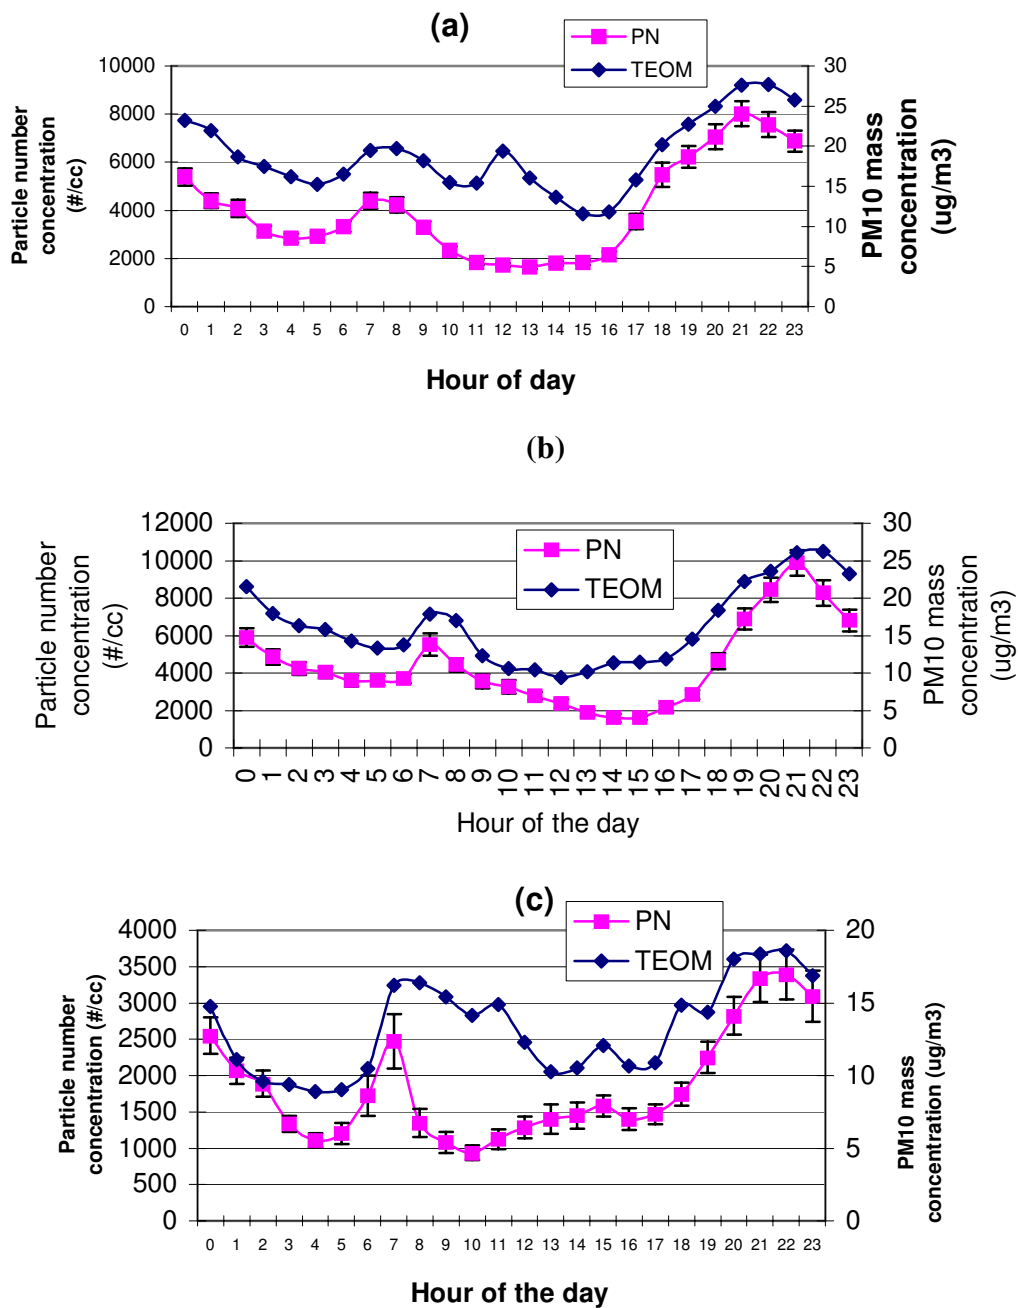 (a)
PN
TEOM
10000
8000
6000
4000
2000
0
30
25
20
15
10
5
0
Particle number
concentration
(#/cc)
PM10 mass
concentration
(ug/m3)
0 1 2 3 4 5 6 7 8 9 10 11 12 13 14 15 16 17 18 19 20 21 22 23
Hour of day
(b)
PN
TEOM
12000
10000
8000
6000
4000
2000
0
30
25
20
15
10
5
0
Particle number
concentration
(#/cc)
PM10 mass
concentration
(ug/m3)
0 1 2 3 4 5 6 7 8 9 10 11 12 13 14 15 16 17 18 19 20 21 22 23
Hour of the day
(c)
PN
TEOM
4000
3500
3000
2500
2000
1500
1000
500
0
20
15
10
5
0
Particle number
concentration (#/cc)
PM10 mass
concentration (ug/m3)
0 1 2 3 4 5 6 7 8 9 10 11 12 13 14 15 16 17 18 19 20 21 22 23
Hour of the day